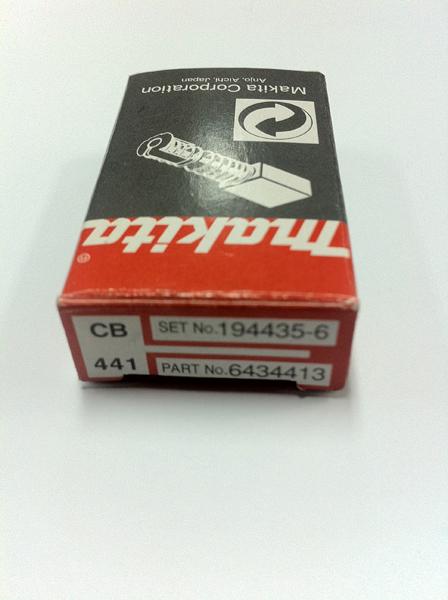 Makita Corporation
Anjo, Aichi, Japan
makita®
CB
441
SET No.194435-6
PART No.6434413